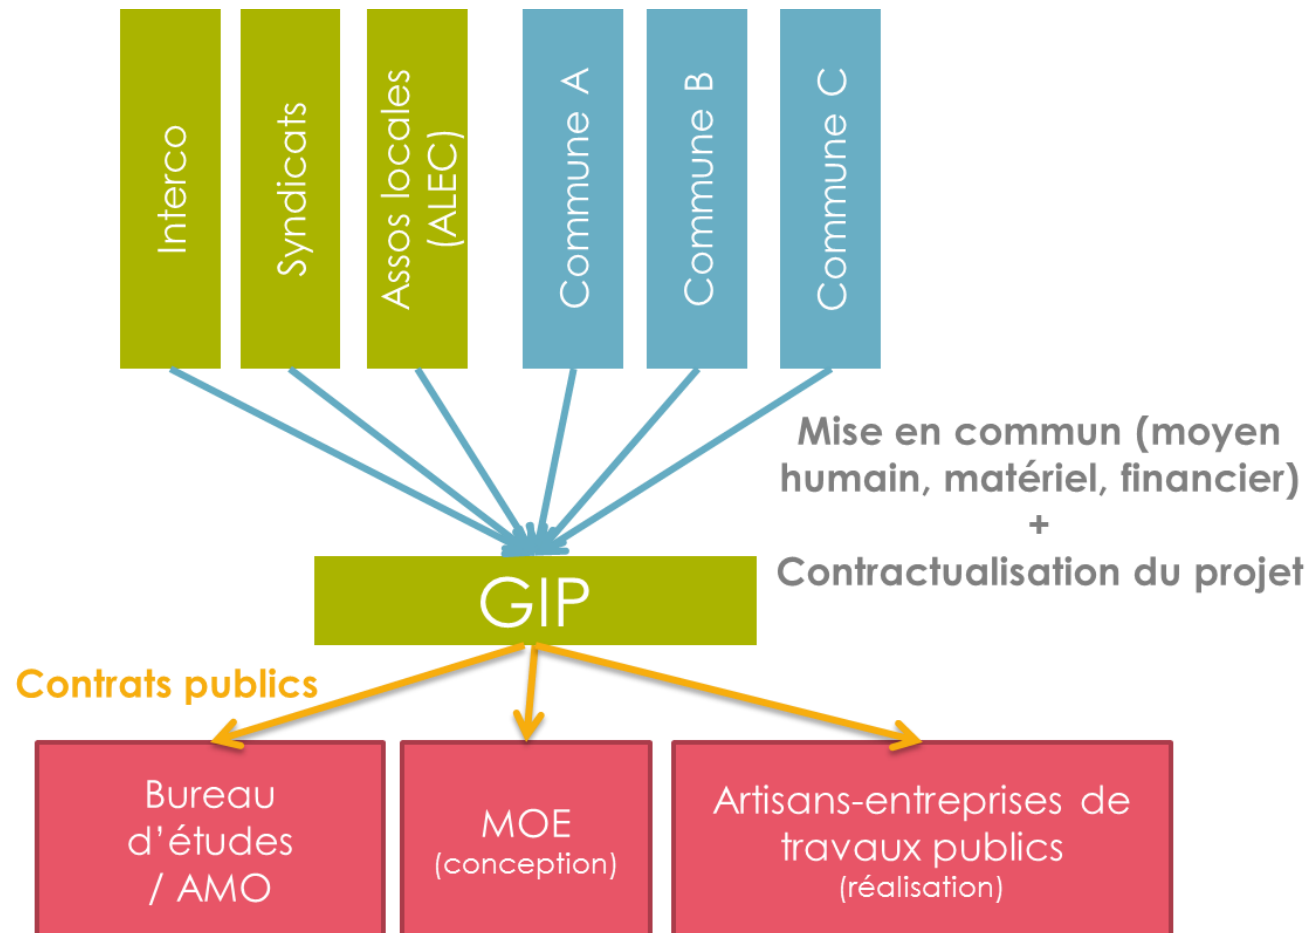 Interco
Syndicats
Assos locales
(ALEC)
Commune A
Commune B
Commune C
Mise en commun (moyen
humain, matériel, financier)
+
Contractualisation du projet
GIP
Contrats publics
Bureau
d’études
/ AMO
MOE
(conception)
Artisans-entreprises de
travaux publics
(réalisation)